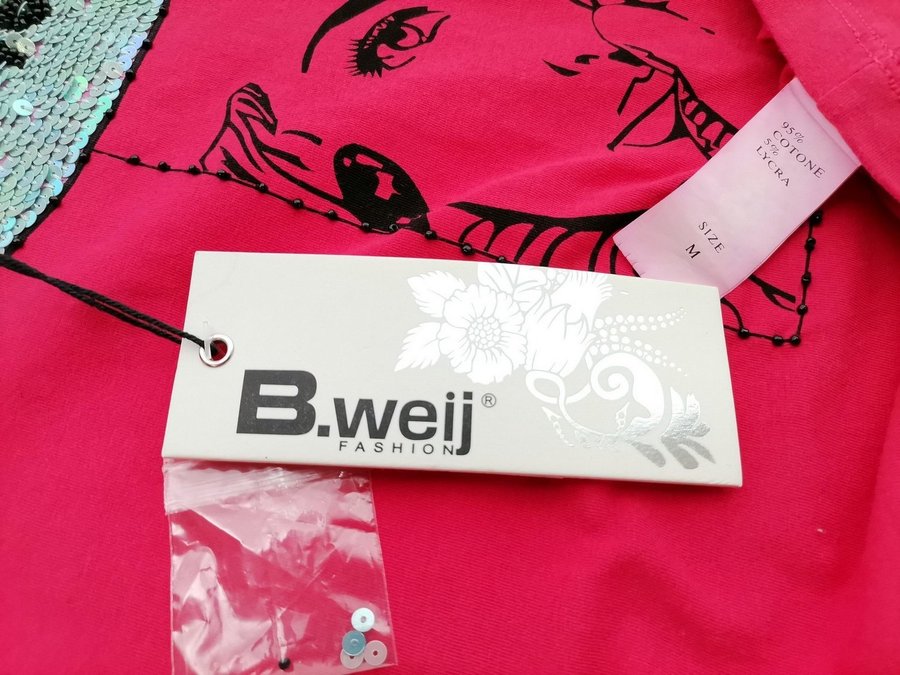 95%
COTONE
5%
LYCRA
SIZE
M
B.weij®
FASHION